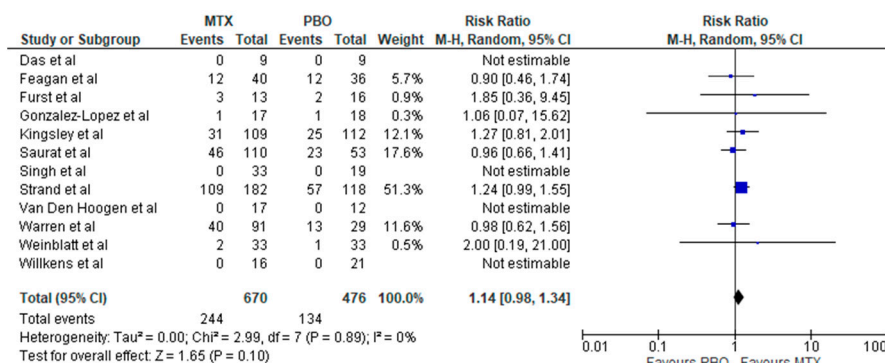 MTX PBO Risk Ratio Risk Ratio
Study or Subgroup Events Total Events Total Weight M-H, Random, 95% CI M-H, Random, 95% CI
Das et al 0 9 0 9 Not estimable
Feagan et al 12 40 12 36 5.7% 0.90 [0.46, 1.74]
Furst et al 3 13 2 16 0.9% 1.85 [0.36, 9.45]
Gonzalez-Lopez et al 1 17 1 18 0.3% 1.06 [0.07, 15.62]
Kingsley et al 31 109 25 112 12.1% 1.27 [0.81, 2.01]
Saurat et al 46 110 23 53 17.6% 0.96 [0.66, 1.41]
Singh et al 0 33 0 19 Not estimable
Strand et al 109 182 57 118 51.3% 1.24 [0.99, 1.55]
Van Den Hoogen et al 0 17 0 12 Not estimable
Warren et al 40 91 13 29 11.6% 0.98 [0.62, 1.56]
Weinblatt et al 2 33 1 33 0.5% 2.00 [0.19, 21.00]
Willkens et al 0 16 0 21 Not estimable
Total (95% CI) 670 476 100.0% 1.14 [0.98, 1.34]
Total events 244 134
Heterogeneity: Tau² = 0.00; Chi² = 2.99, df = 7 (P = 0.89); I² = 0%
Test for overall effect: Z = 1.65 (P = 0.10)
0.01 0.1 1 10 100
Favours PBO Favours MTX